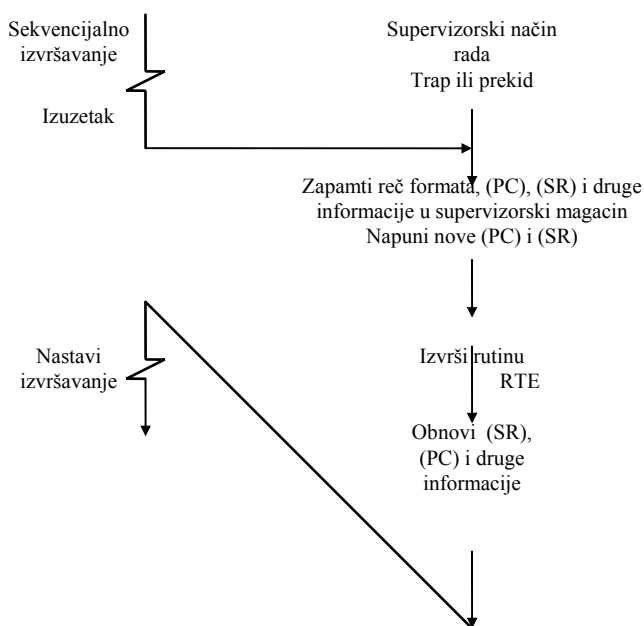 Sekvencijalno
izvršavanje
Izuzetak
Supervizorski način
rada
Trap ili prekid
Zapamti reč formata, (PC), (SR) i druge
informacije u supervizorski magacin
Napuni nove (PC) i (SR)
Nastavi
izvršavanje
Izvrši rutinu
RTE
Obnovi (SR),
(PC) i druge
informacije